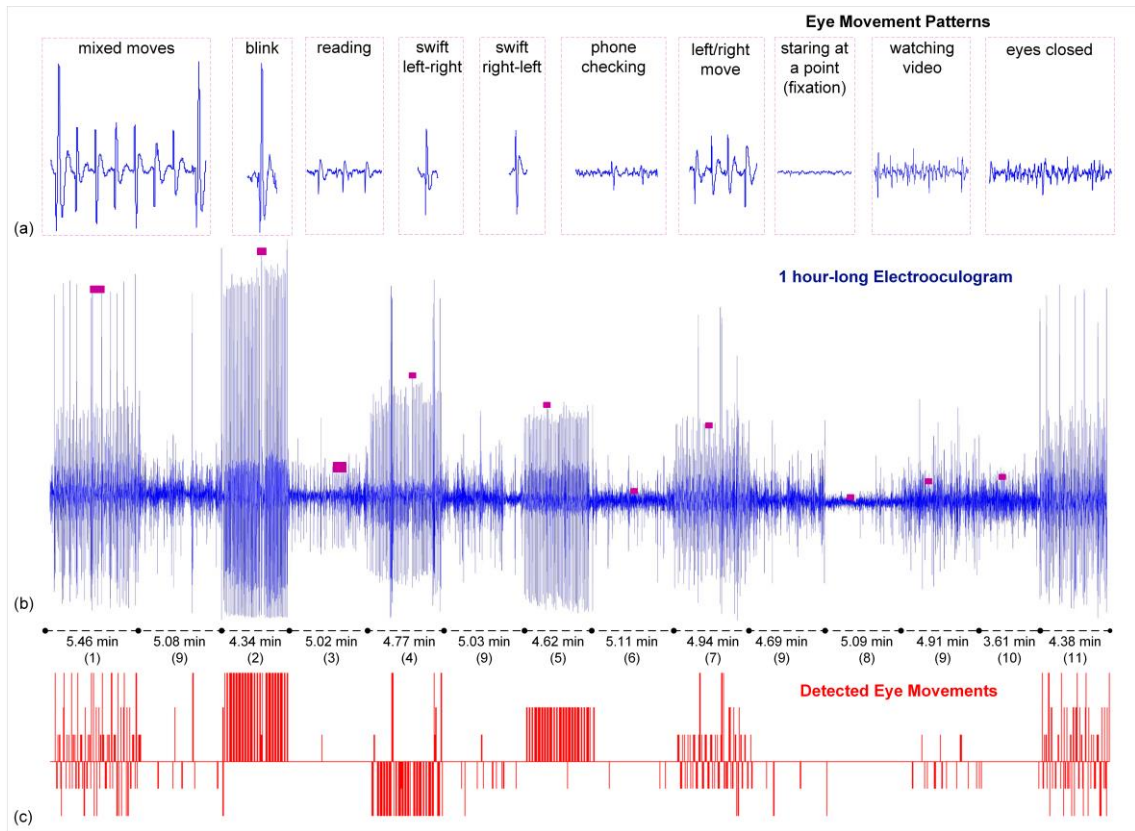 Eye Movement Patterns
mixed moves
blink
reading
swift
left-right
swift
right-left
phone
checking
left/right
move
staring at
a point
(fixation)
watching
video
eyes closed
(a)
1 hour-long Electrooculogram
(b)
5.46 min 5.08 min 4.34 min 5.02 min 4.77 min 5.03 min 4.62 min 5.11 min 4.94 min 4.69 min 5.09 min 4.91 min 3.61 min 4.38 min
(1) (9) (2) (3) (4) (9) (5) (6) (7) (9) (8) (9) (10) (11)
Detected Eye Movements
(c)